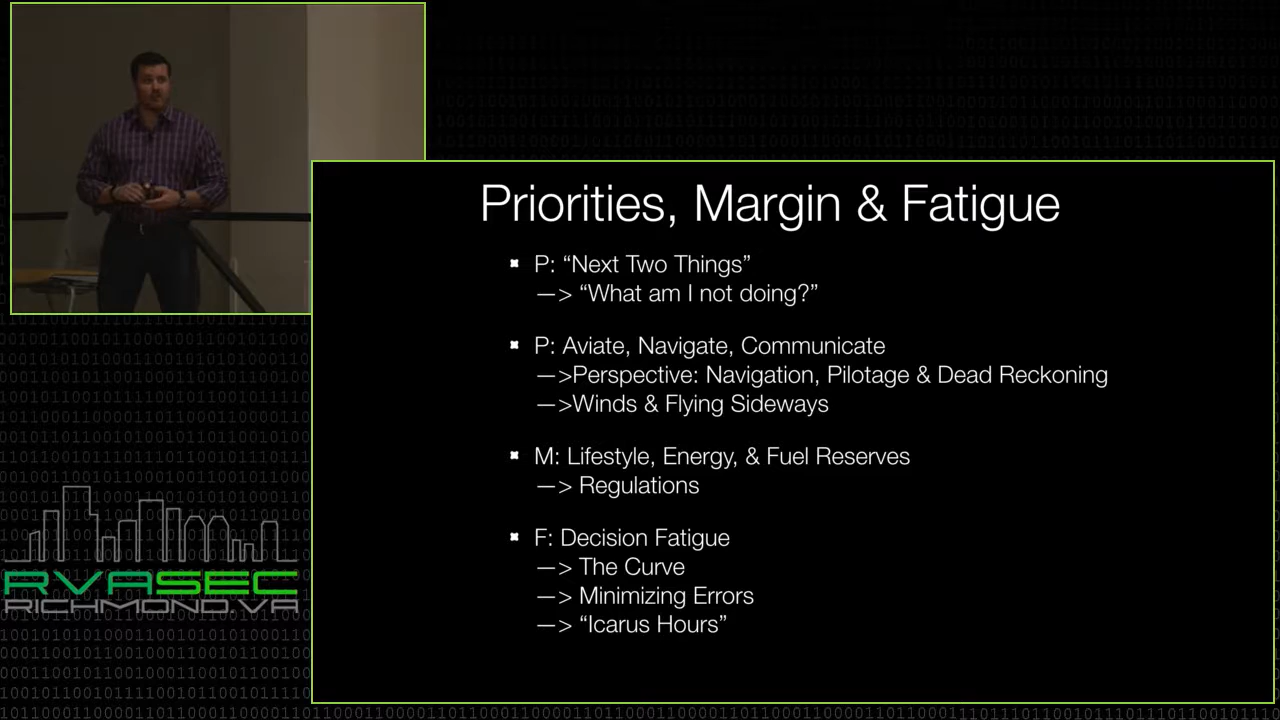 Priorities, Margin & Fatigue
P: “Next Two Things”
—> “What am I not doing?”
P: Aviate, Navigate, Communicate
—>Perspective: Navigation, Pilotage & Dead Reckoning
—>Winds & Flying Sideways
M: Lifestyle, Energy, & Fuel Reserves
—> Regulations
F: Decision Fatigue
—> The Curve
—> Minimizing Errors
—> “Icarus Hours”
RVASEC
RICHMOND.VA